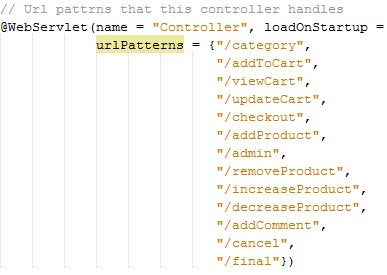 // Url pattrns that this controller handles
@WebServlet(name = "Controller", loadOnStartup =
urlPatterns = {"/category",
"/addToCart",
"/viewCart",
"/updateCart",
"/checkout",
"/addProduct",
"/admin",
"/removeProduct",
"/increaseProduct",
"/decreaseProduct",
"/addComment",
"/cancel",
"/final"})